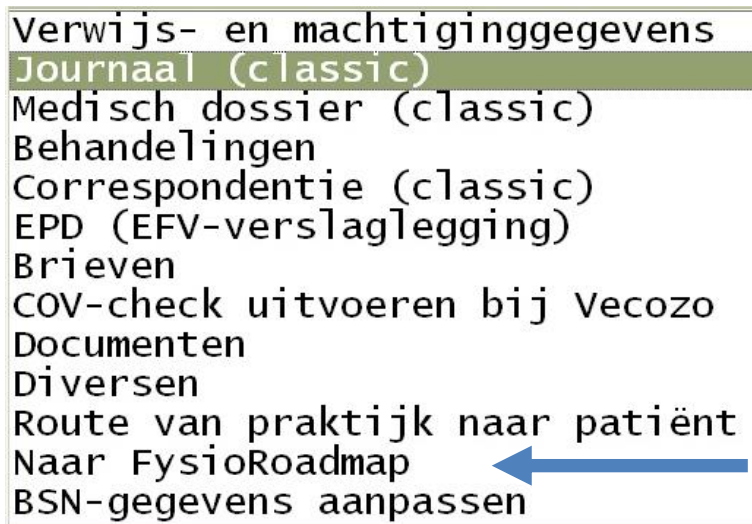 Verwijs- en machtiginggegevens
Journaal (classic)
Medisch dossier (classic)
Behandelingen
Correspondentie (classic)
EPD (EFV-verslaglegging)
Brieven
COV-check uitvoeren bij Vecozo
Documenten
Diversen
Route van praktijk naar patiënt
Naar FysioRoadmap
BSN-gegevens aanpassen